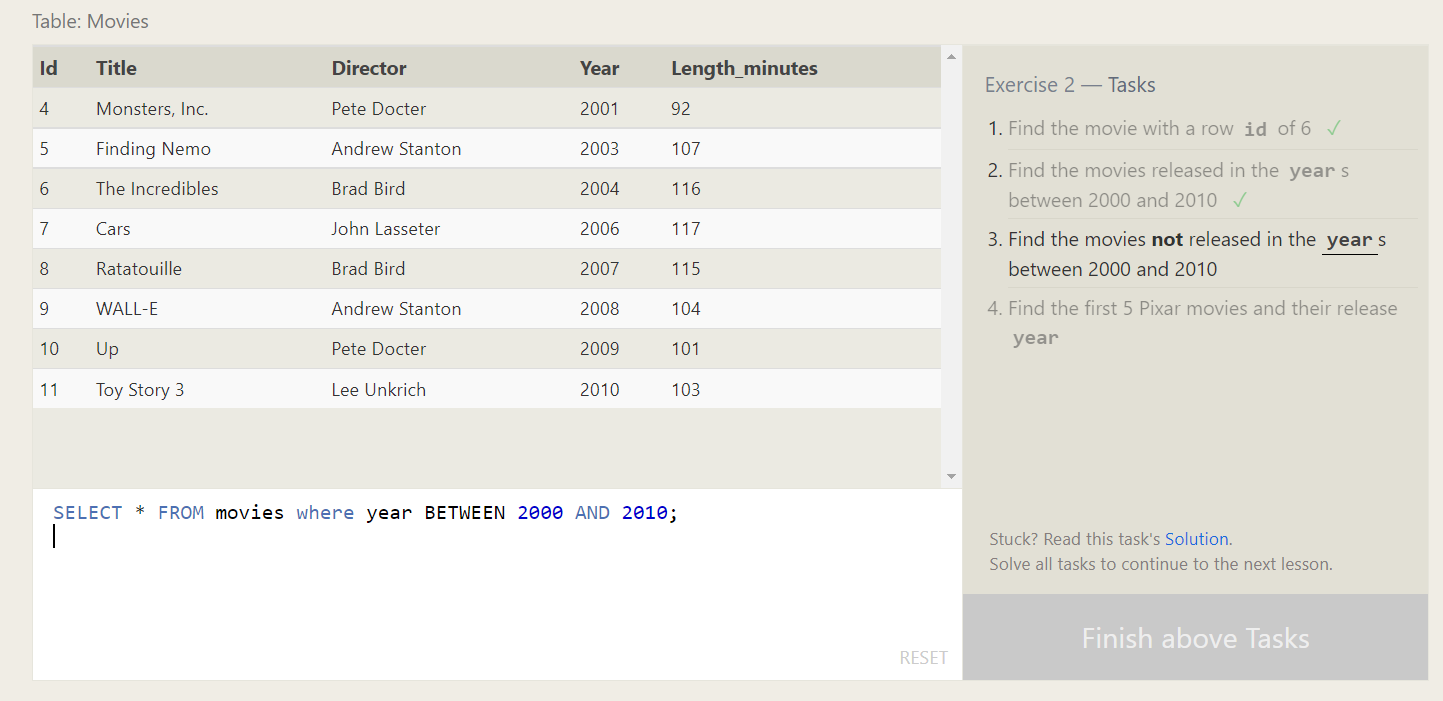 Table: Movies
Id Title Director Year Length_minutes
4 Monsters, Inc. Pete Docter 2001 92
5 Finding Nemo Andrew Stanton 2003 107
6 The Incredibles Brad Bird 2004 116
7 Cars John Lasseter 2006 117
8 Ratatouille Brad Bird 2007 115
9 WALL-E Andrew Stanton 2008 104
10 Up Pete Docter 2009 101
11 Toy Story 3 Lee Unkrich 2010 103
SELECT * FROM movies where year BETWEEN 2000 AND 2010;
RESET
Exercise 2 — Tasks
1. Find the movie with a row id of 6 ✓
2. Find the movies released in the year s
between 2000 and 2010 ✓
3. Find the movies not released in the year s
between 2000 and 2010
4. Find the first 5 Pixar movies and their release
year
Stuck? Read this task's Solution.
Solve all tasks to continue to the next lesson.
Finish above Tasks